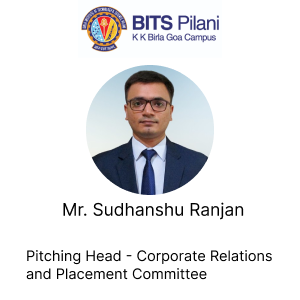 BITS Pilani
K K Birla Goa Campus
Mr. Sudhanshu Ranjan
Pitching Head - Corporate Relations
and Placement Committee